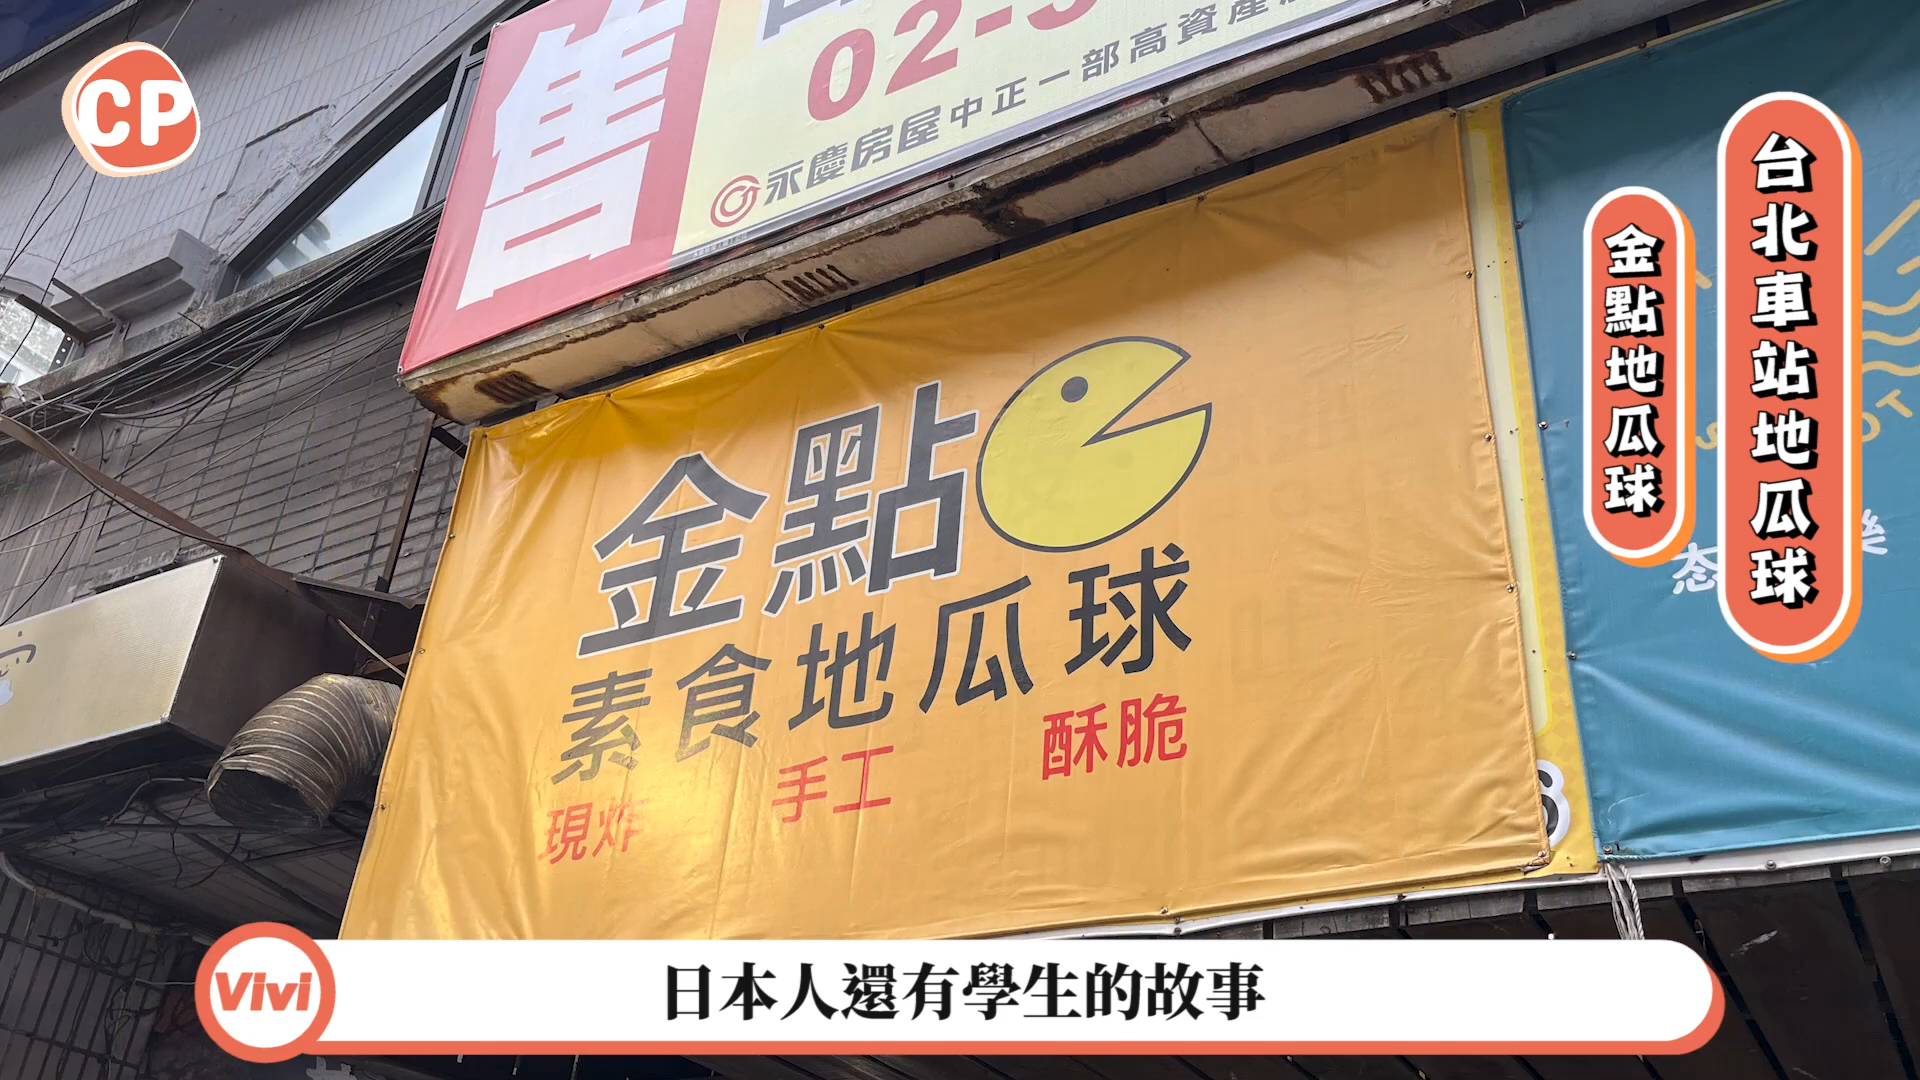 CP
售
02-
永慶房屋中正一部高資產
金點
素食地瓜球
現炸 手工 酥脆
台北車站地瓜球
金點地瓜球
Vivi
日本人還有學生的故事